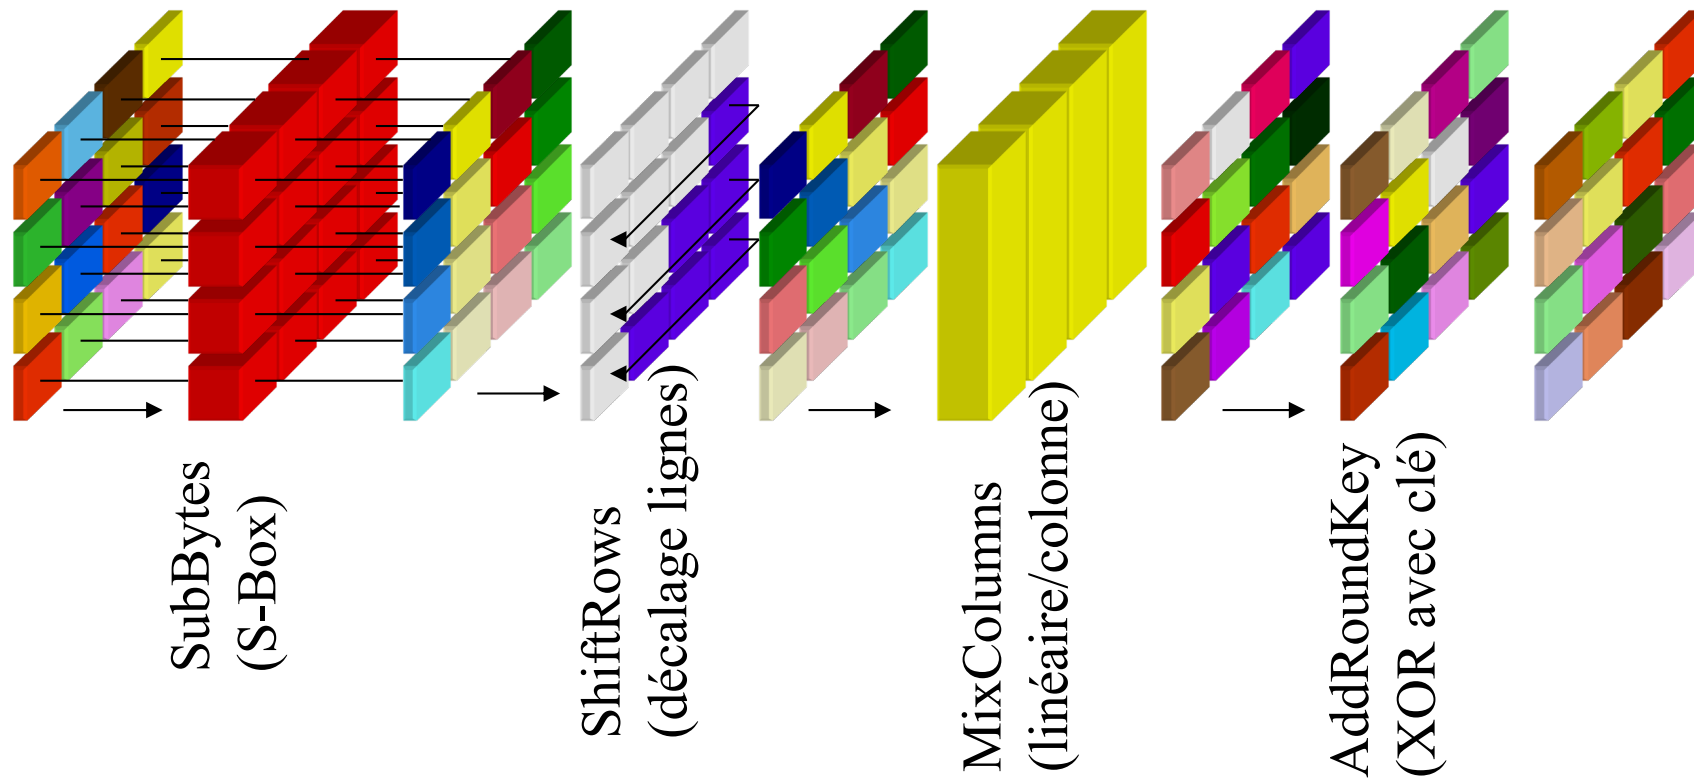 SubBytes
(S-Box)
ShiftRows
(décalage lignes)
MixColumns
(linéaire/colonne)
AddRoundKey
(XOR avec clé)